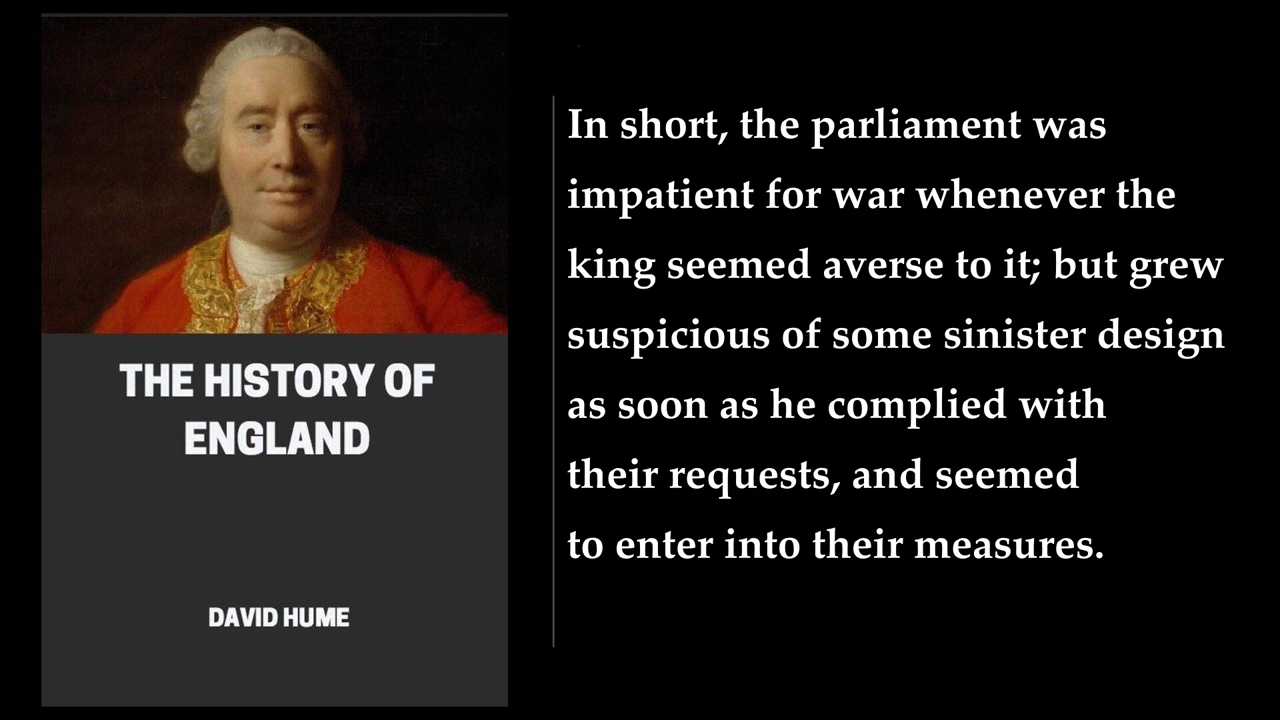 THE HISTORY OF
ENGLAND
DAVID HUME
In short, the parliament was
impatient for war whenever the
king seemed averse to it; but grew
suspicious of some sinister design
as soon as he complied with
their requests, and seemed
to enter into their measures.